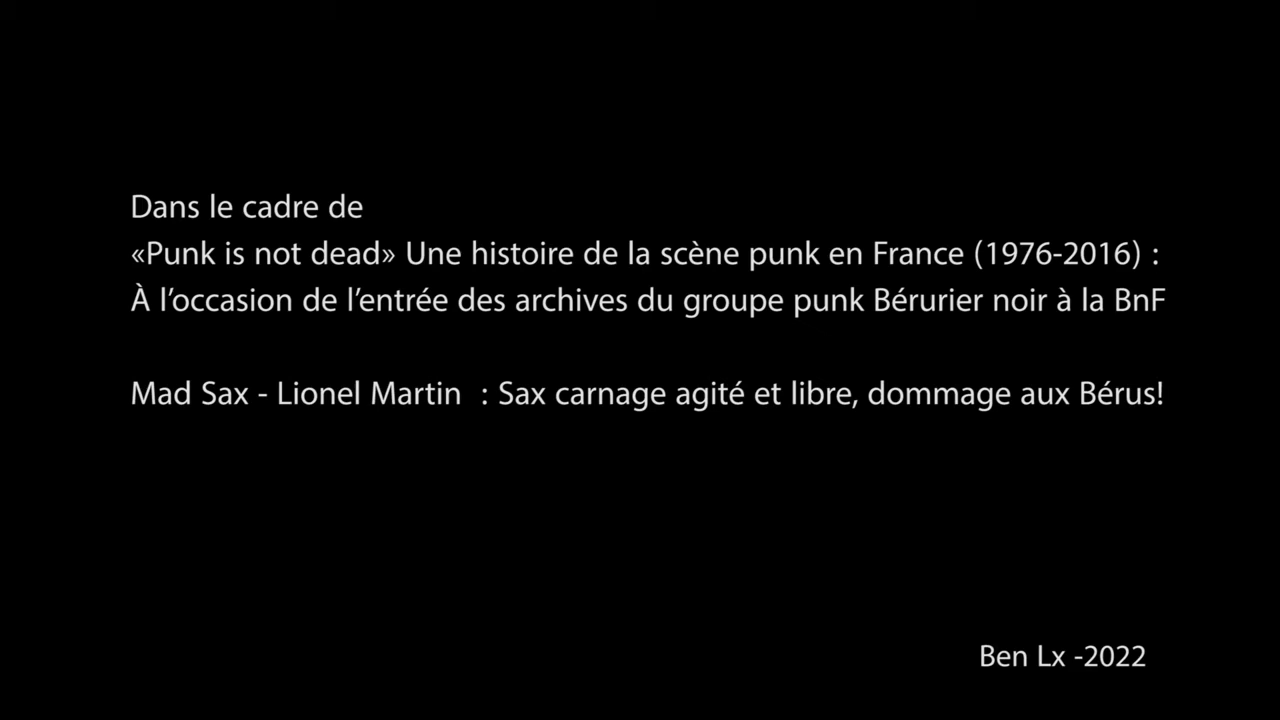 Dans le cadre de
«Punk is not dead» Une histoire de la scène punk en France (1976-2016) :
À l’occasion de l’entrée des archives du groupe punk Bérurier noir à la BnF
Mad Sax - Lionel Martin  : Sax carnage agité et libre, dommage aux Bérus!
Ben Lx -2022